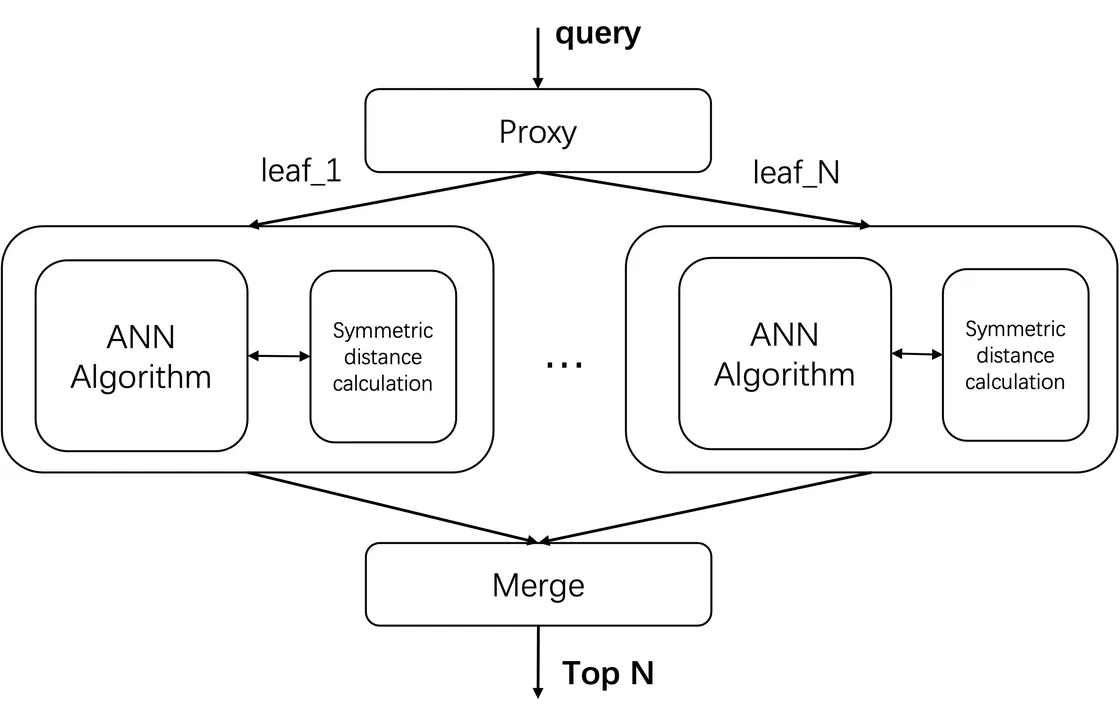 query
Proxy
leaf_1
leaf_N
ANN
Algorithm
Symmetric
distance
calculation
...
ANN
Algorithm
Symmetric
distance
calculation
Merge
Top N